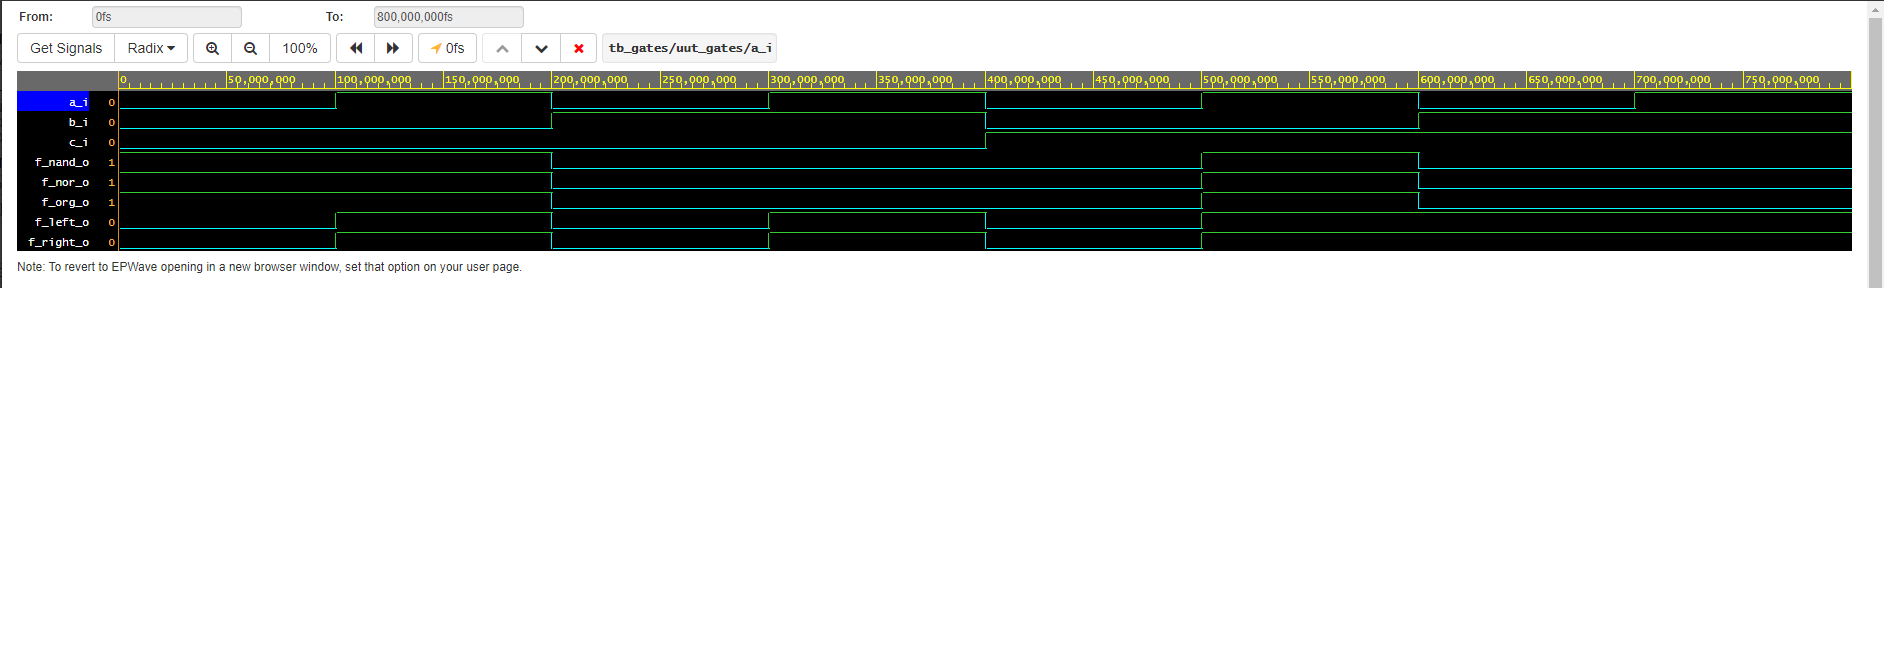 From: 0fs To: 800,000,000fs
Get Signals Radix 100% 0fs tb_gates/uut_gates/a_i
0 50,000,000 100,000,000 150,000,000 200,000,000 250,000,000 300,000,000 350,000,000 400,000,000 450,000,000 500,000,000 550,000,000 600,000,000 650,000,000 700,000,000 750,000,000
a_i 0
b_i 0
c_i 0
f_nand_o 1
f_nor_o 1
f_org_o 1
f_left_o 0
f_right_o 0
Note: To revert to EPWave opening in a new browser window, set that option on your user page.